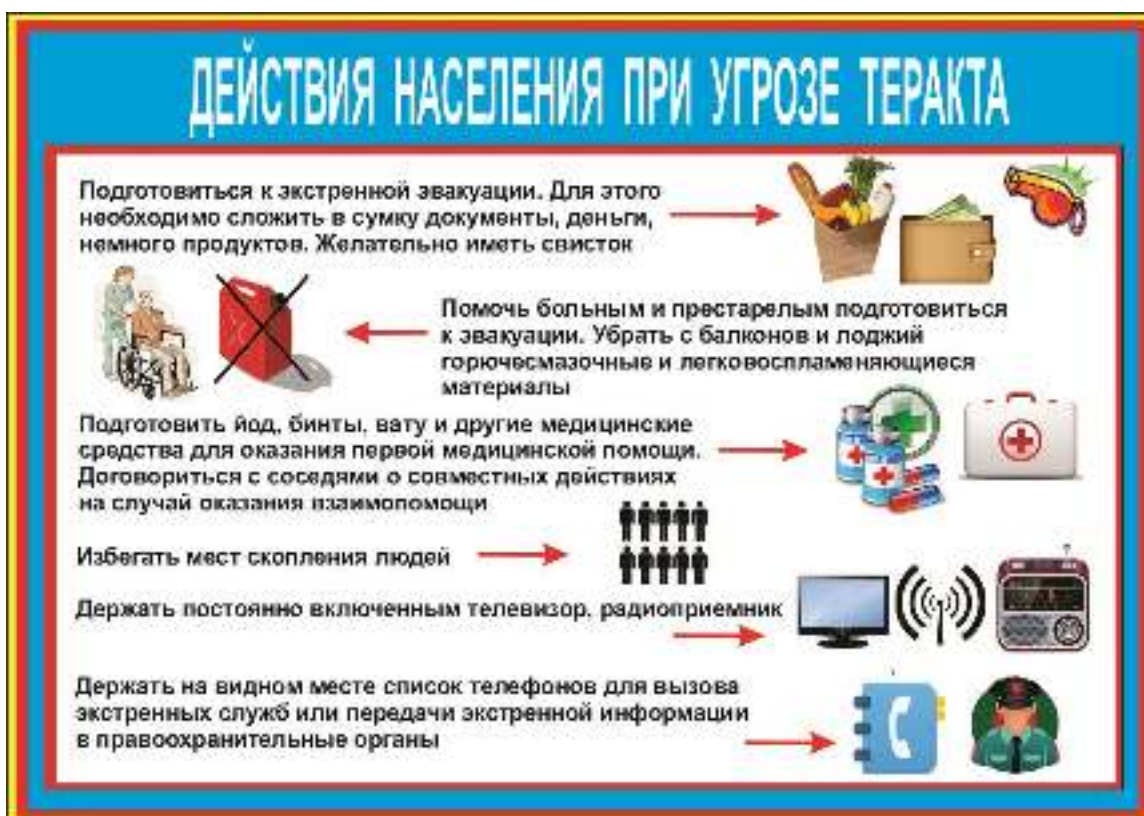 ДЕЙСТВИЯ НАСЕЛЕНИЯ ПРИ УГРОЗЕ ТЕРАКТА
Подготовиться к экстренной эвакуации. Для этого
необходимо сложить в сумку документы, деньги,
немного продуктов. Желательно иметь свисток
Помочь больным и престарелым подготовиться
к эвакуации. Убрать с балконов и лоджий
горючесмазочные и легковоспламеняющиеся
материалы
Подготовить йод, бинты, вату и другие медицинские
средства для оказания первой медицинской помощи.
Договориться с соседями о совместных действиях
на случай оказания взаимопомощи
Избегать мест скопления людей
Держать постоянно включенным телевизор, радиоприемник
Держать на видном месте список телефонов для вызова
экстренных служб или передачи экстренной информации
в правоохранительные органы